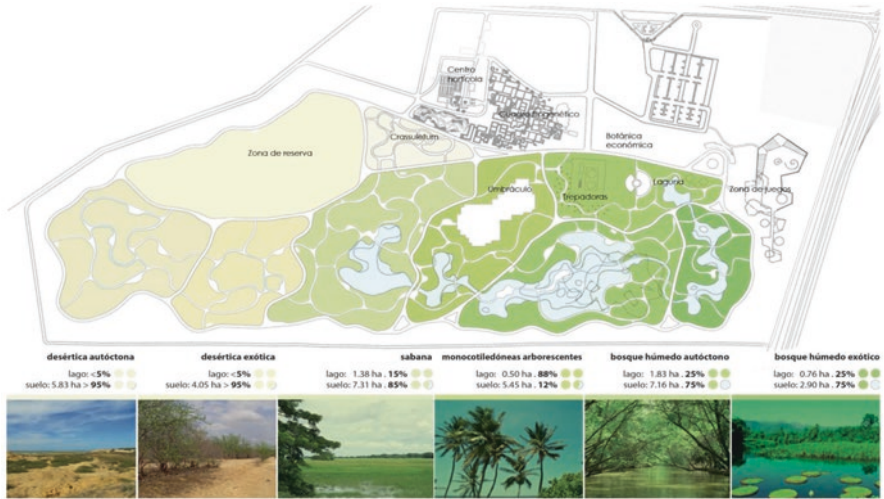 Centro
hortícola
Cuadro filogenético
Crassuletum
Botánica
económica
Zona de reserva
Umbráculo
Trepadoras
Laguna
Zona de juegos
desértica autóctona
lago: <5%
suelo: 5.83 ha > 95%
desértica exótica
lago: <5%
suelo: 4.05 ha > 95%
sabana
lago: 1.38 ha . 15%
suelo: 7.31 ha . 85%
monocotiledóneas arborescentes
lago: 0.50 ha . 88%
suelo: 5.45 ha . 12%
bosque húmedo autóctono
lago: 1.83 ha . 25%
suelo: 7.16 ha . 75%
bosque húmedo exótico
lago: 0.76 ha . 25%
suelo: 2.90 ha . 75%